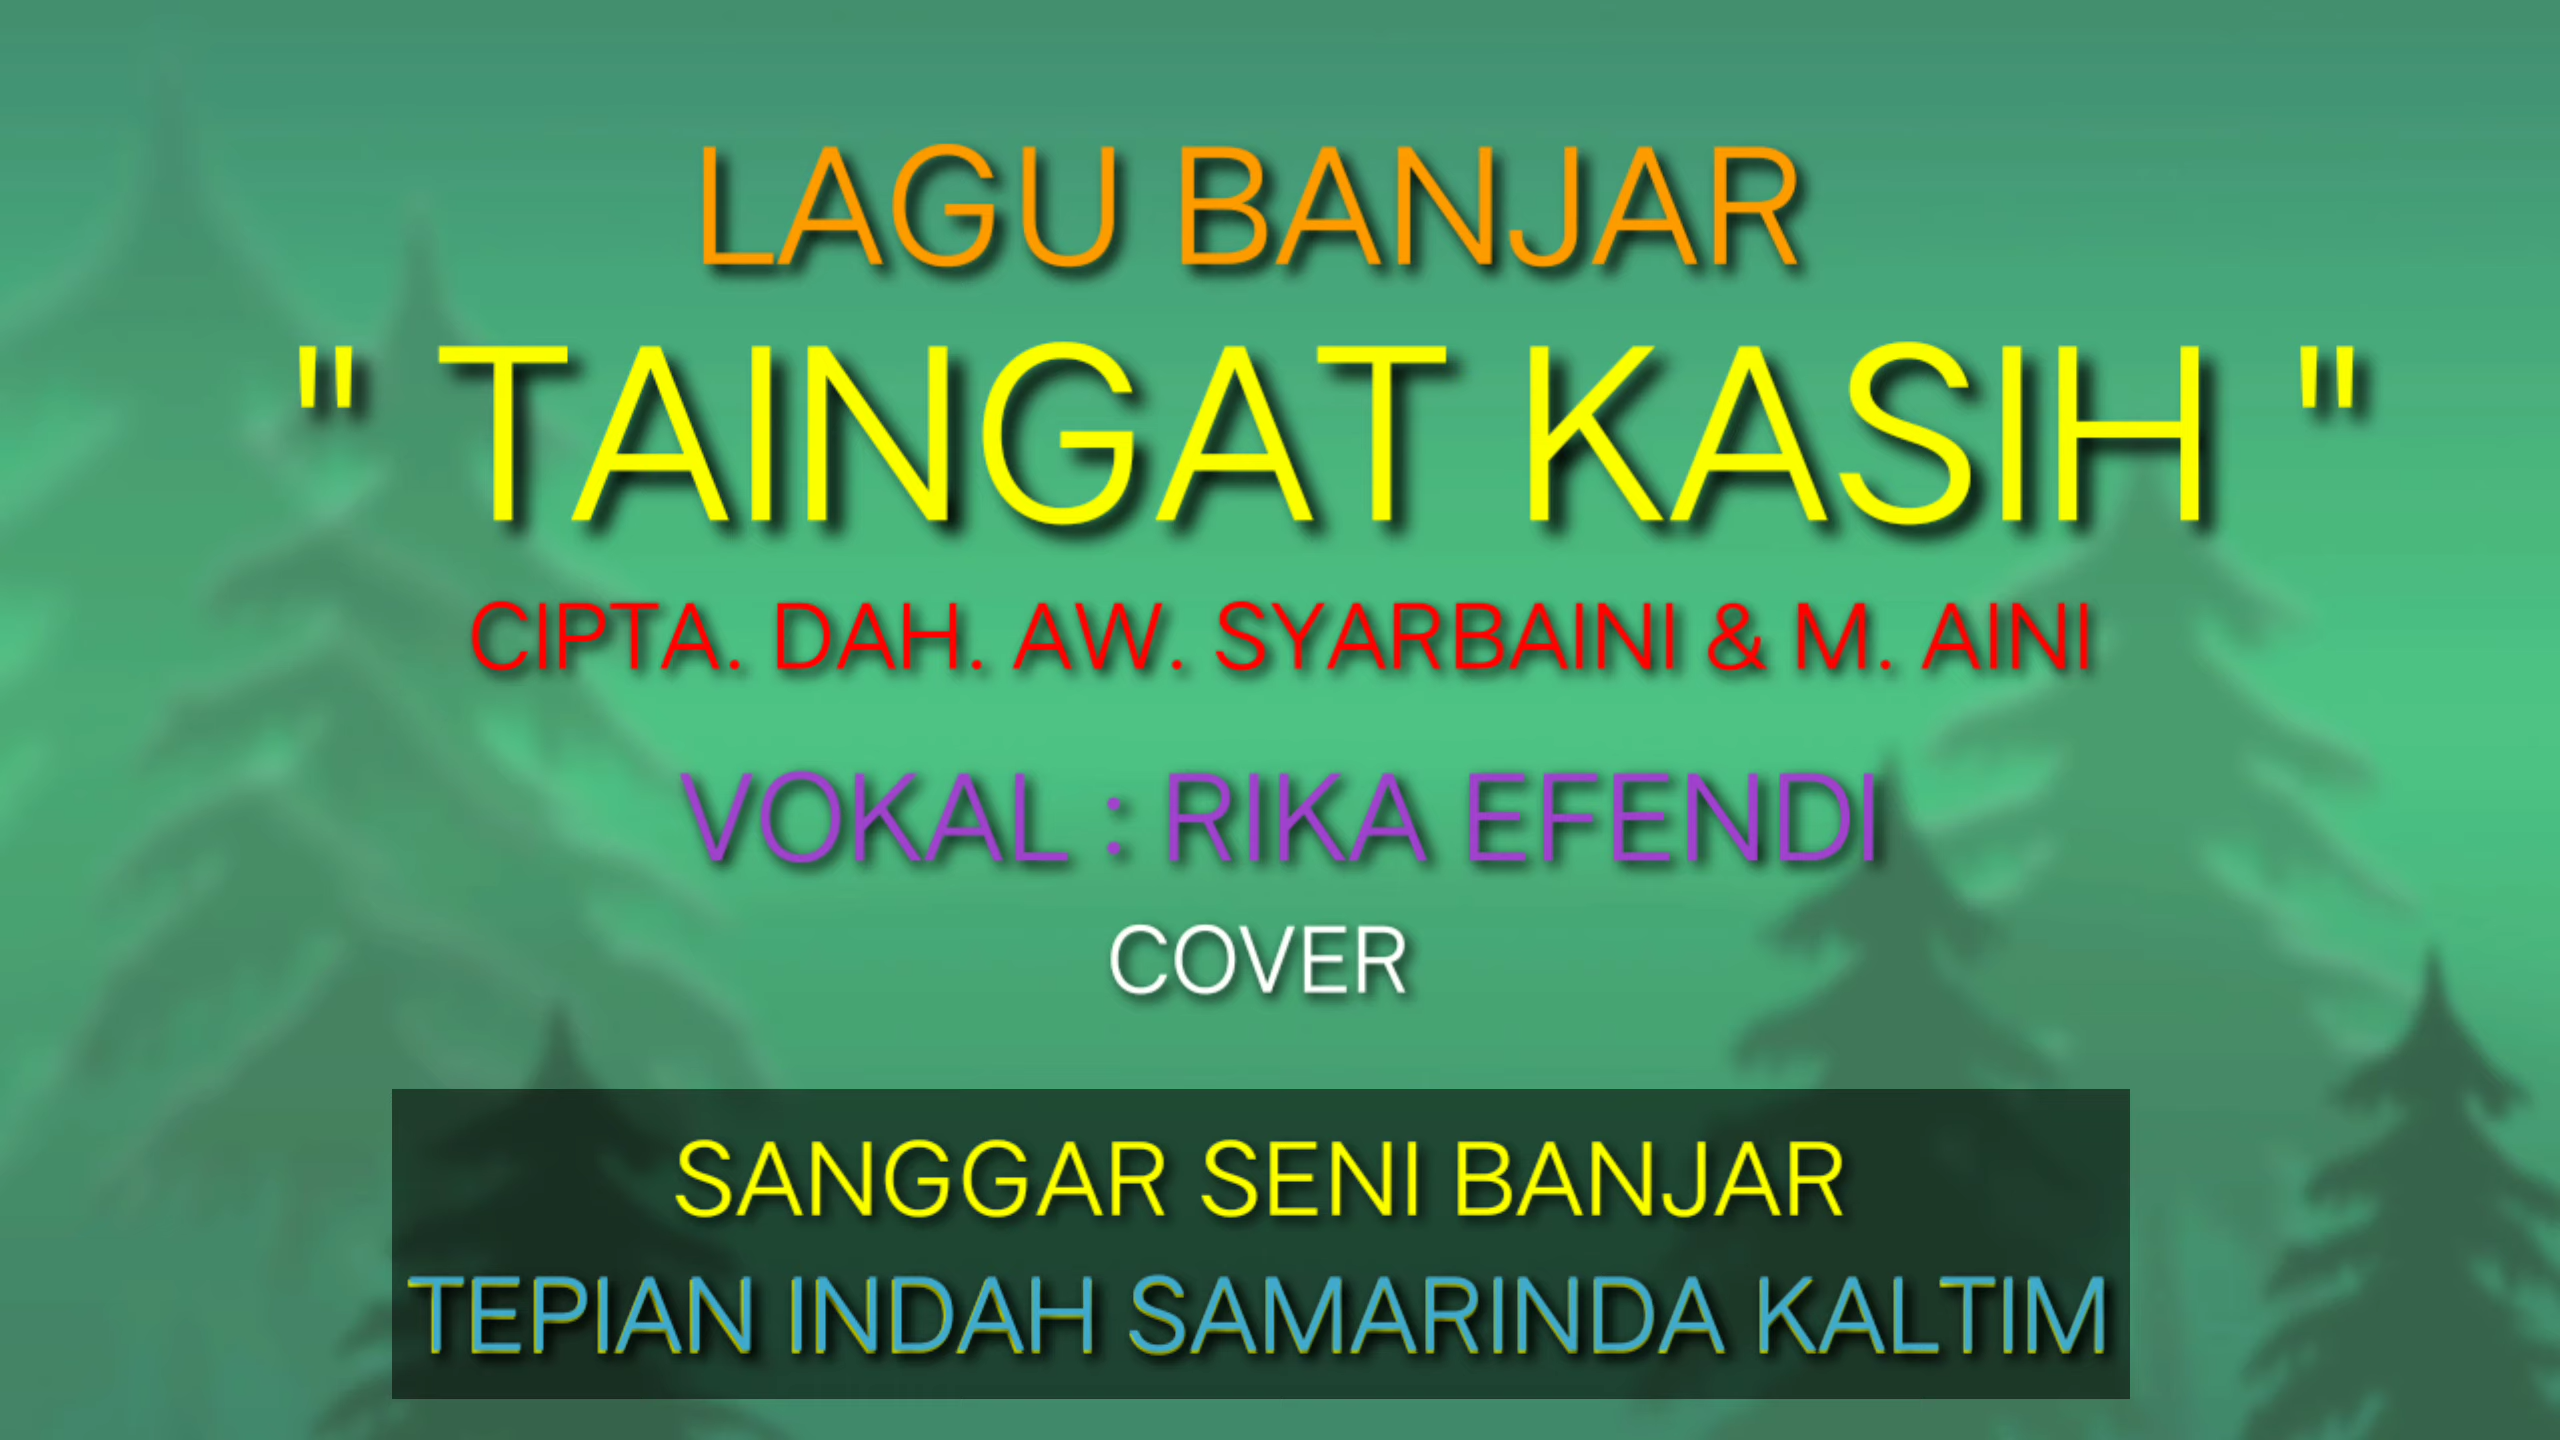 LAGU BANJAR
" TAINGAT KASIH "
CIPTA. DAH. AW. SYARBAINI & M. AINI
VOKAL : RIKA EFENDI
COVER
SANGGAR SENI BANJAR
TEPIAN INDAH SAMARINDA KALTIM